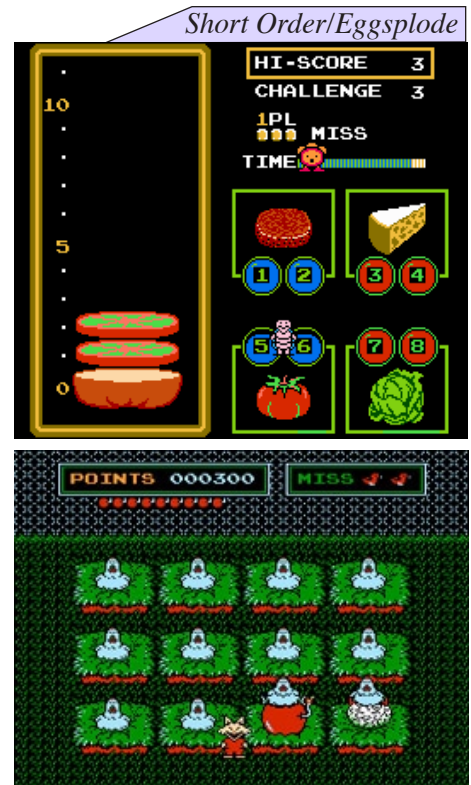 Short Order/Eggsplode
HI-SCORE 3
CHALLENGE 3
1PL
MISS
TIME
10
5
0
1 2 3 4
5 6 7 8
POINTS 000300 MISS